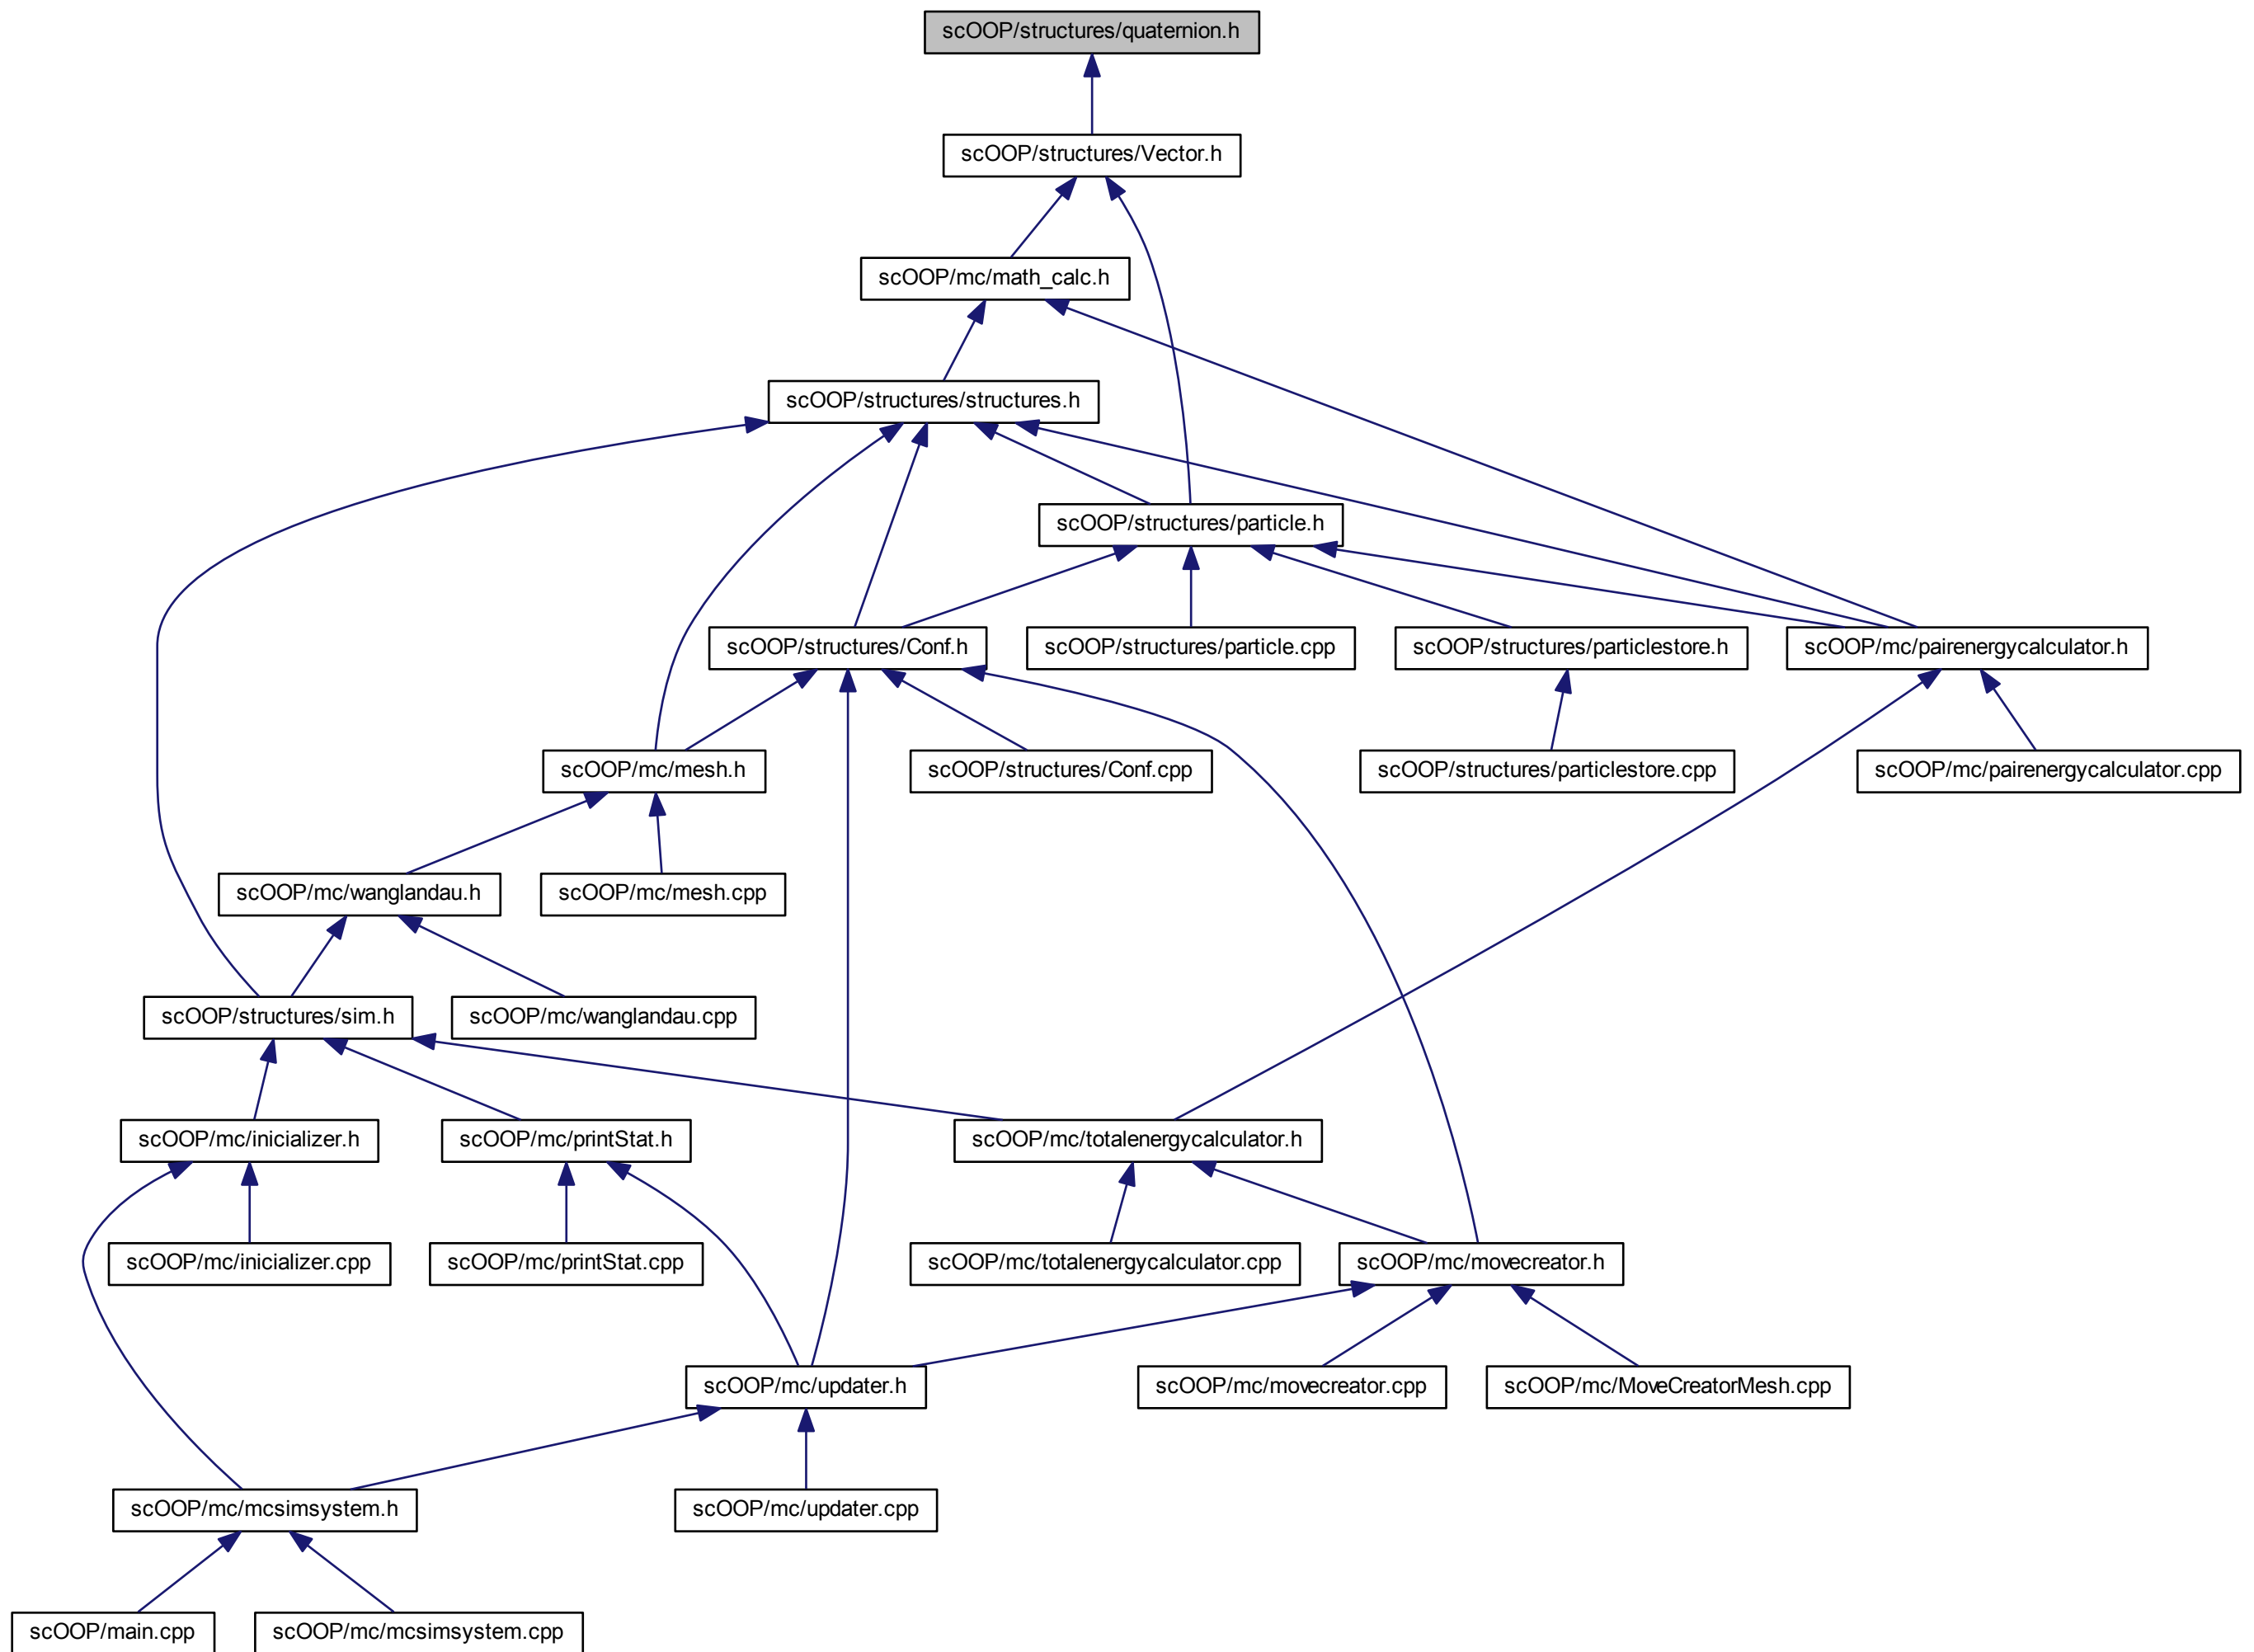 scOOP/structures/quaternion.h
scOOP/structures/Vector.h
scOOP/mc/math_calc.h
scOOP/structures/structures.h
scOOP/structures/particle.h
scOOP/structures/Conf.h
scOOP/structures/particle.cpp
scOOP/structures/particlestore.h
scOOP/mc/pairenergycalculator.h
scOOP/mc/mesh.h
scOOP/structures/Conf.cpp
scOOP/structures/particlestore.cpp
scOOP/mc/pairenergycalculator.cpp
scOOP/mc/wanglandau.h
scOOP/mc/mesh.cpp
scOOP/structures/sim.h
scOOP/mc/wanglandau.cpp
scOOP/mc/inicializer.h
scOOP/mc/printStat.h
scOOP/mc/totalenergycalculator.h
scOOP/mc/inicializer.cpp
scOOP/mc/printStat.cpp
scOOP/mc/totalenergycalculator.cpp
scOOP/mc/movecreator.h
scOOP/mc/updater.h
scOOP/mc/movecreator.cpp
scOOP/mc/MoveCreatorMesh.cpp
scOOP/mc/mcsimsystem.h
scOOP/mc/updater.cpp
scOOP/main.cpp
scOOP/mc/mcsimsystem.cpp